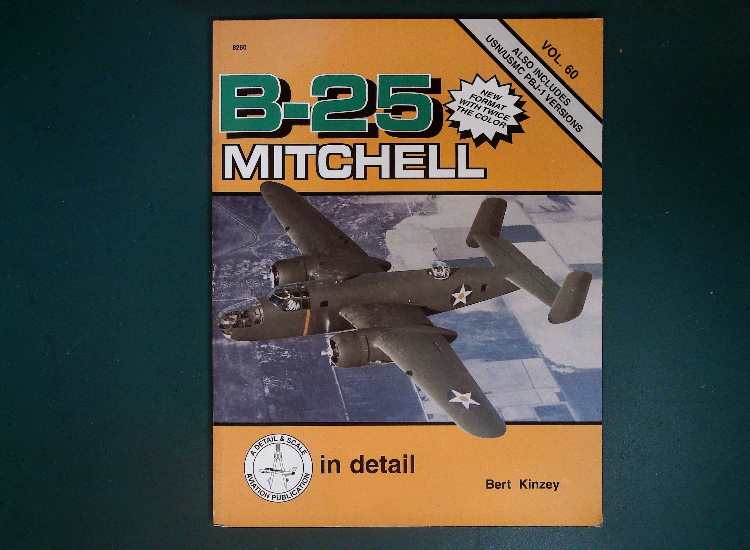 8260
VOL. 60
ALSO INCLUDES
USN/USMC PBJ-1 VERSIONS
B-25
NEW
FORMAT
WITH TWICE
THE COLOR
MITCHELL
A DETAIL & SCALE
AVIATION PUBLICATION
in detail
Bert Kinzey